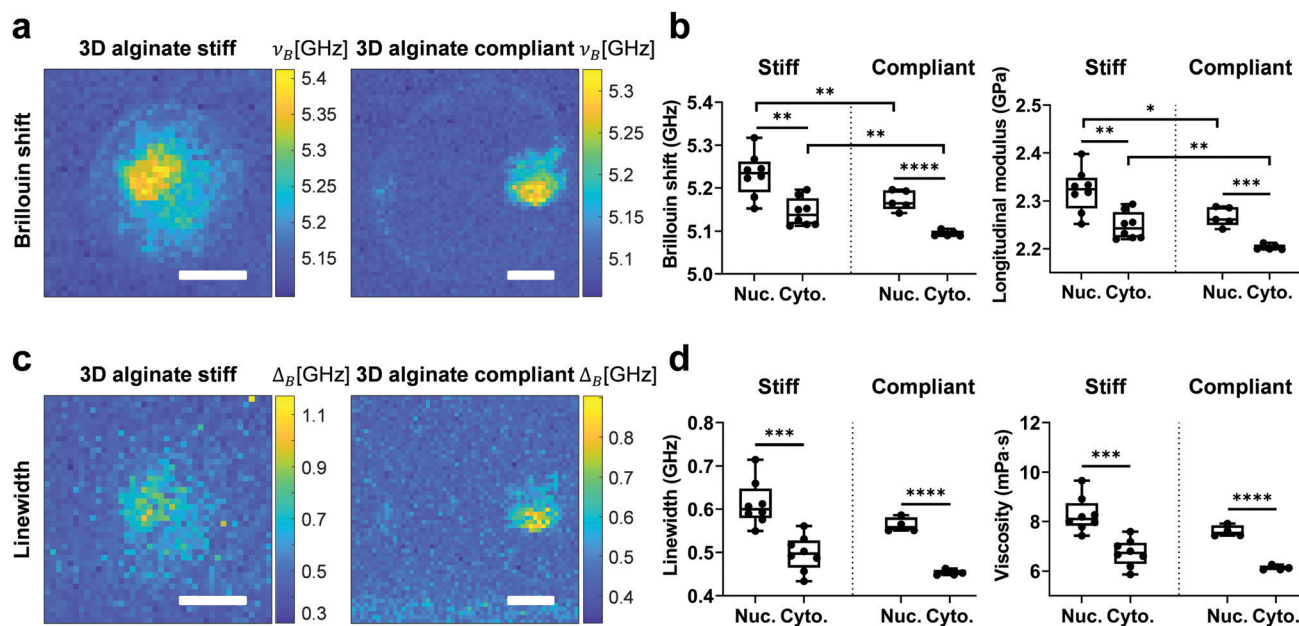 a
3D alginate stiff
ν_B[GHz]
3D alginate compliant
ν_B[GHz]
Brillouin shift
5.4
5.35
5.3
5.25
5.2
5.15
5.3
5.25
5.2
5.15
5.1
b
Stiff
Compliant
Brillouin shift (GHz)
5.4
5.3
5.2
5.1
5.0
**
**
**
****
Nuc. Cyto.
Nuc. Cyto.
Stiff
Compliant
Longitudinal modulus (GPa)
2.5
2.4
2.3
2.2
*
**
**
***
Nuc. Cyto.
Nuc. Cyto.
c
3D alginate stiff
Δ_B[GHz]
3D alginate compliant
Δ_B[GHz]
Linewidth
1.1
0.9
0.7
0.5
0.3
0.8
0.7
0.6
0.5
0.4
d
Stiff
Compliant
Linewidth (GHz)
0.8
0.7
0.6
0.5
0.4
***
****
Nuc. Cyto.
Nuc. Cyto.
Stiff
Compliant
Viscosity (mPa·s)
12
10
8
6
***
****
Nuc. Cyto.
Nuc. Cyto.